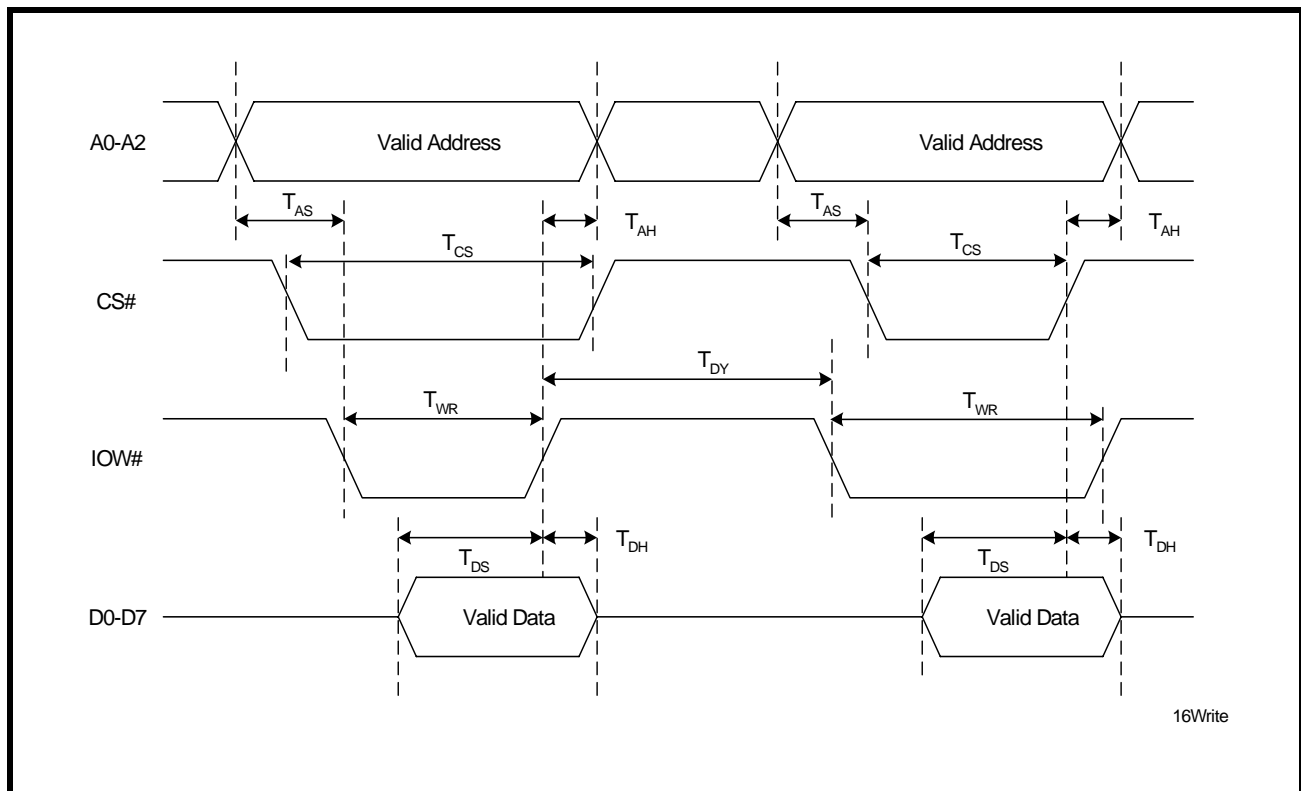 A0-A2
Valid Address
Valid Address
TAS
TAH
TAS
TAH
TCS
TCS
CS#
TDY
TWR
TWR
IOW#
TDS
TDH
TDS
TDH
D0-D7
Valid Data
Valid Data
16Write